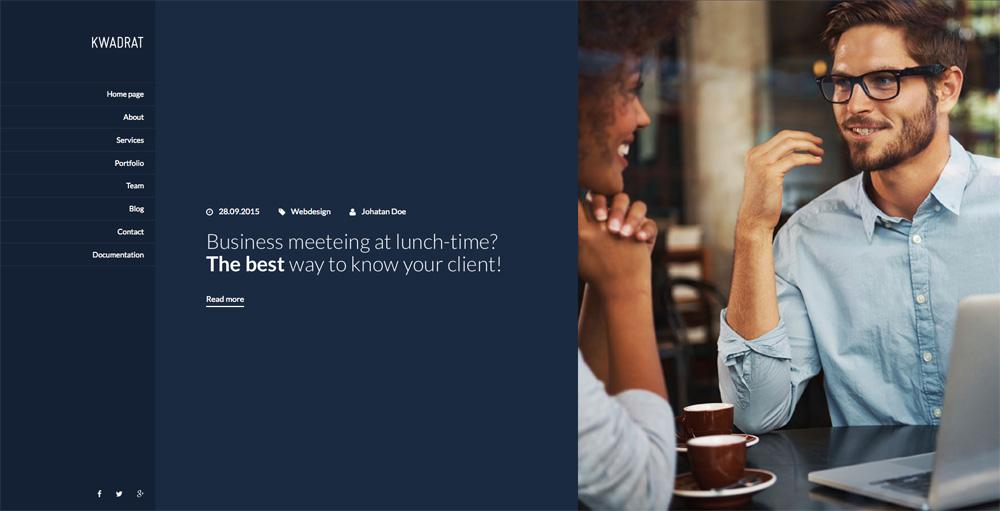 KWADRAT
Home page
About
Services
Portfolio
Team
Blog
Contact
Documentation
28.09.2015 Webdesign Johatan Doe
Business meeteing at lunch-time?
The best way to know your client!
Read more